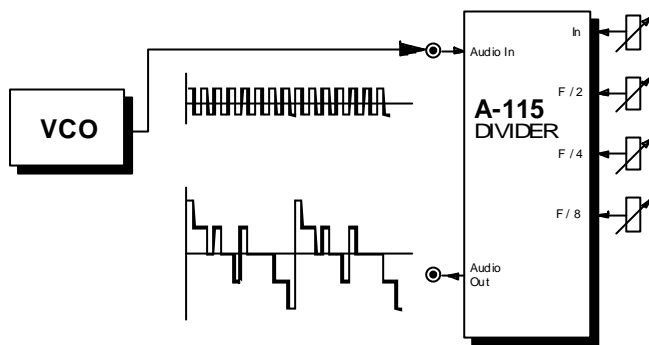 In
Audio In
F / 2
VCO
A-115
DIVIDER
F / 4
F / 8
Audio
Out